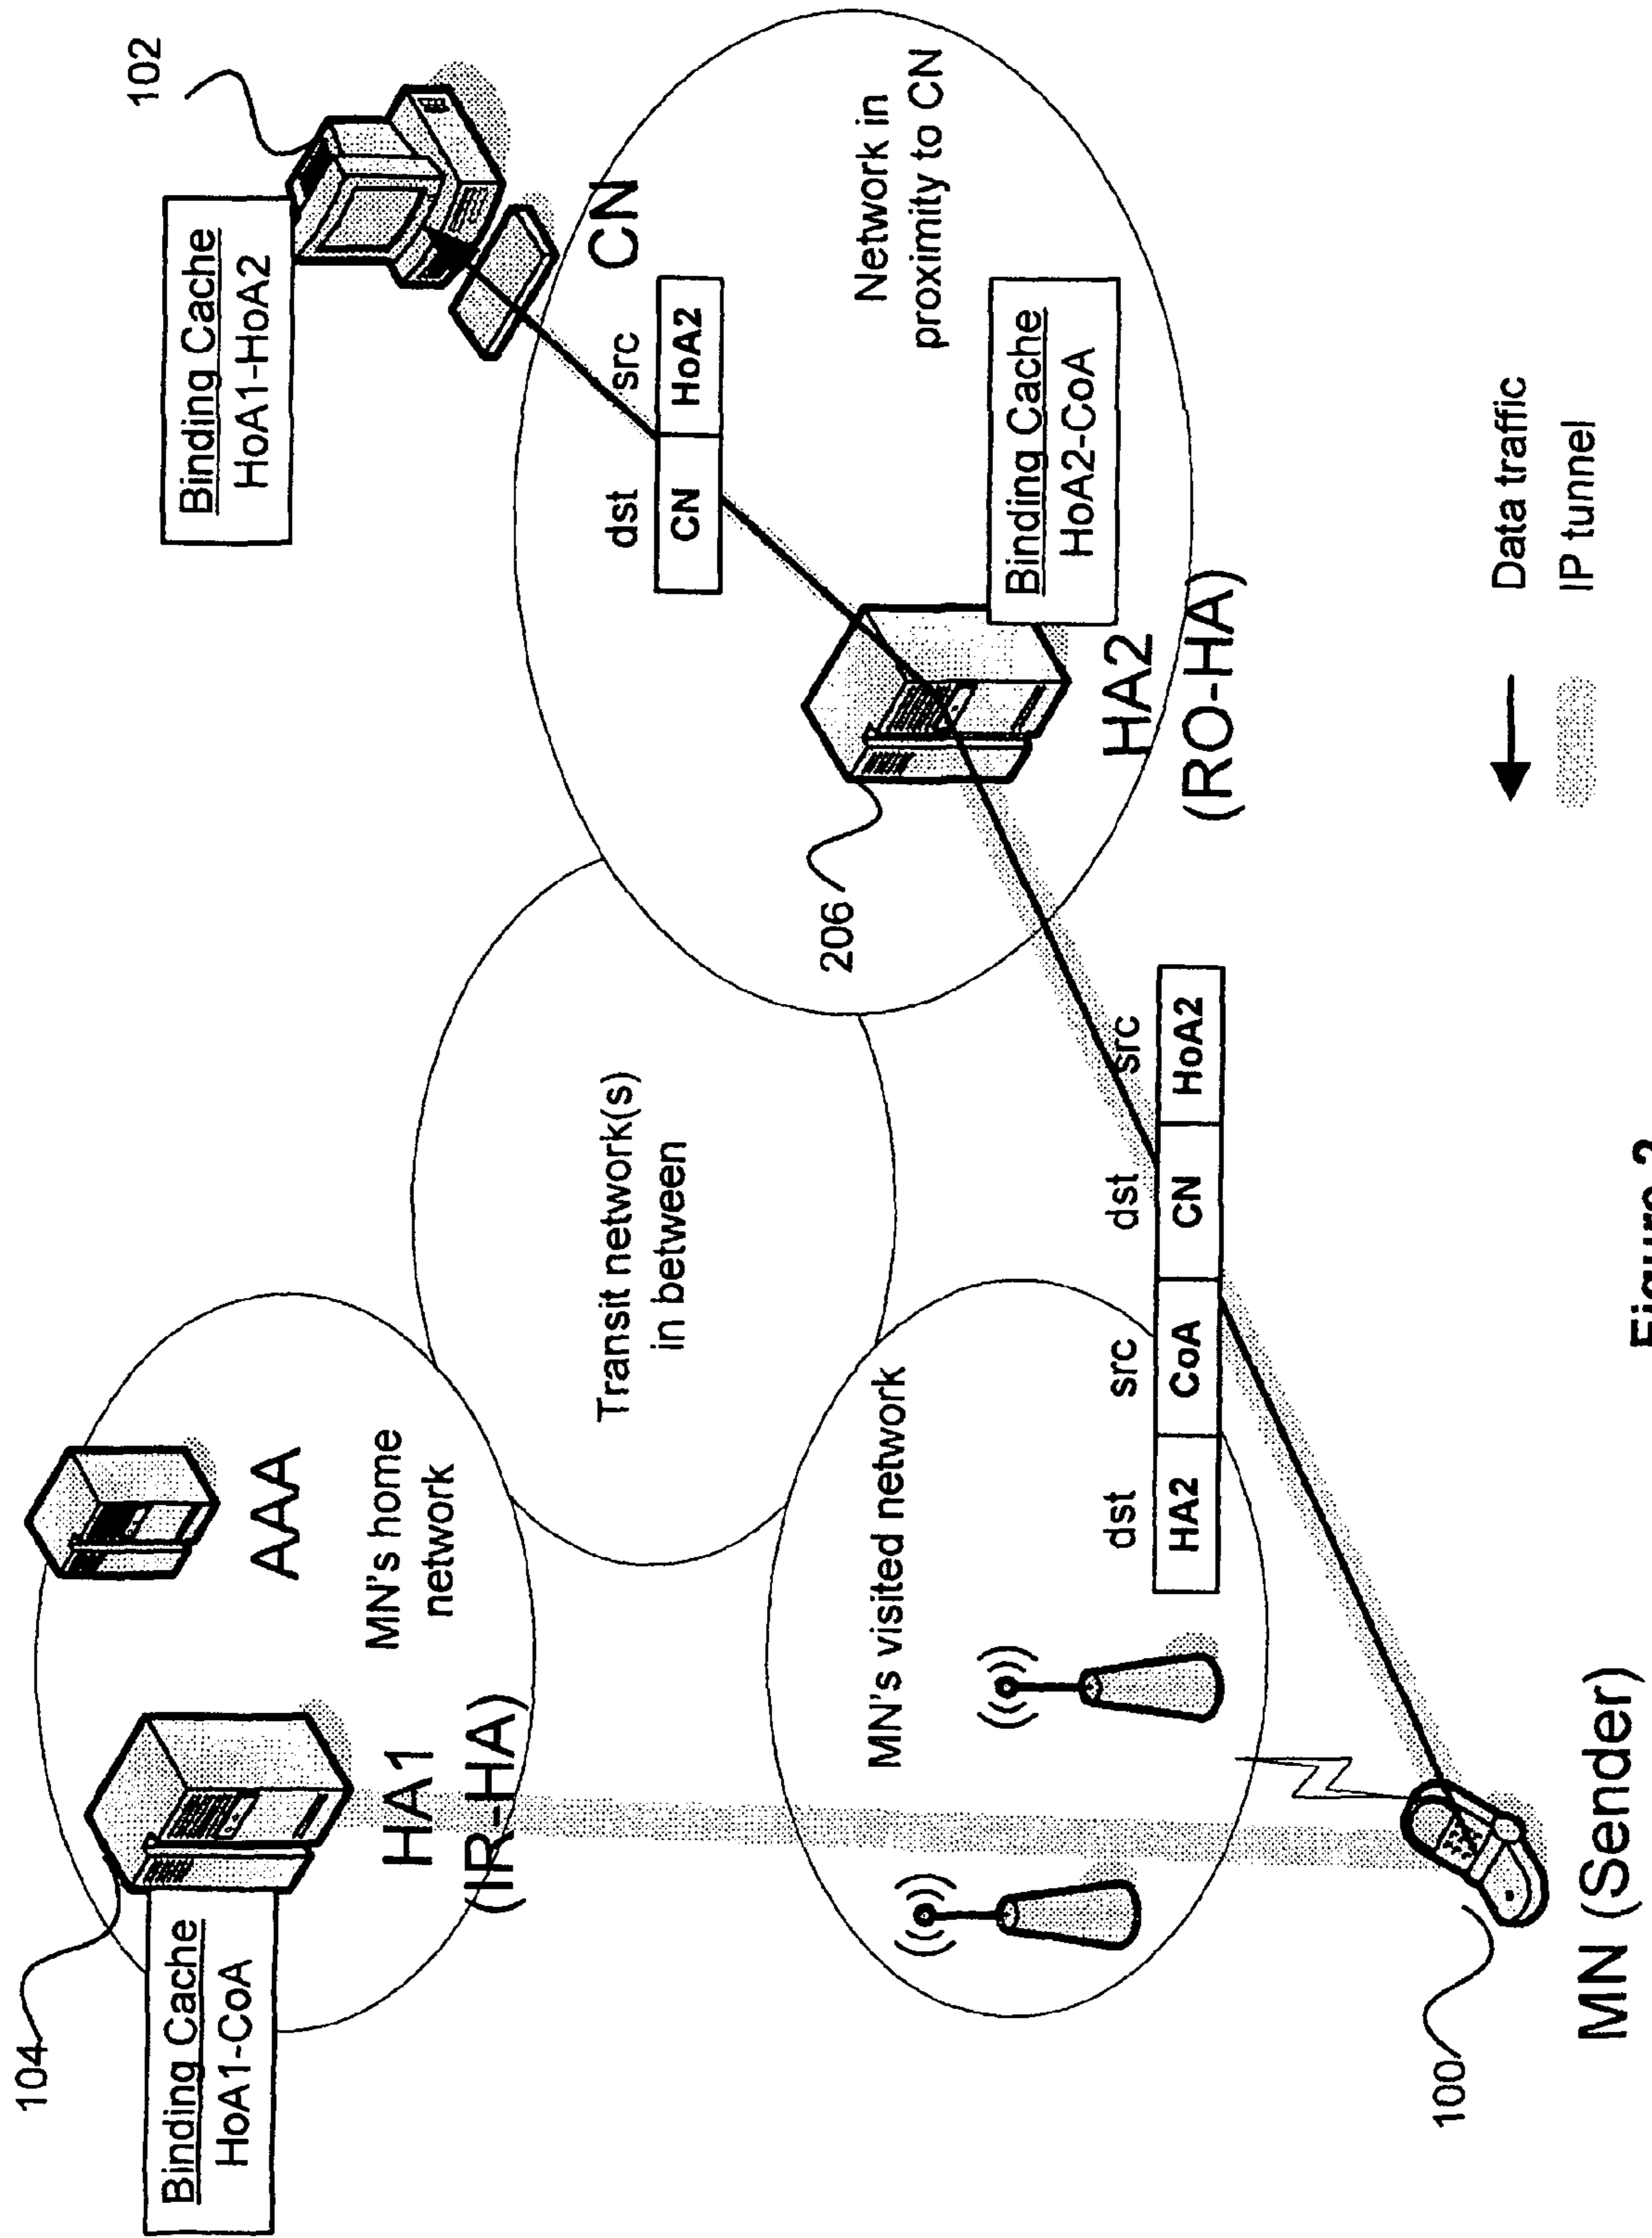 104
Binding Cache
HoA1-CoA
HA1
(IR-HA)
AAA
MN's home
network
Transit network(s)
in between
102
Binding Cache
HoA1-HoA2
CN
dst src
CN HoA2
Network in
proximity to CN
206
Binding Cache
HoA2-CoA
HA2
(RO-HA)
MN's visited network
dst src dst src
HA2 CoA CN HoA2
100
MN (Sender)
Data traffic
IP tunnel